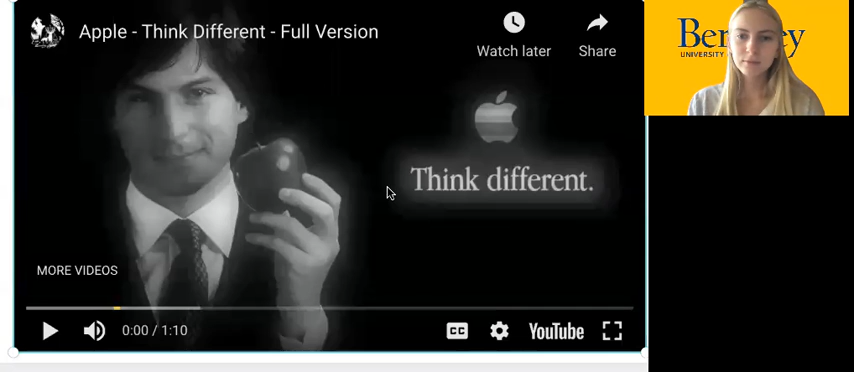 Apple - Think Different - Full Version
Watch later
Share
Think different.
MORE VIDEOS
0:00 / 1:10
CC
YouTube
UNIVERSITY